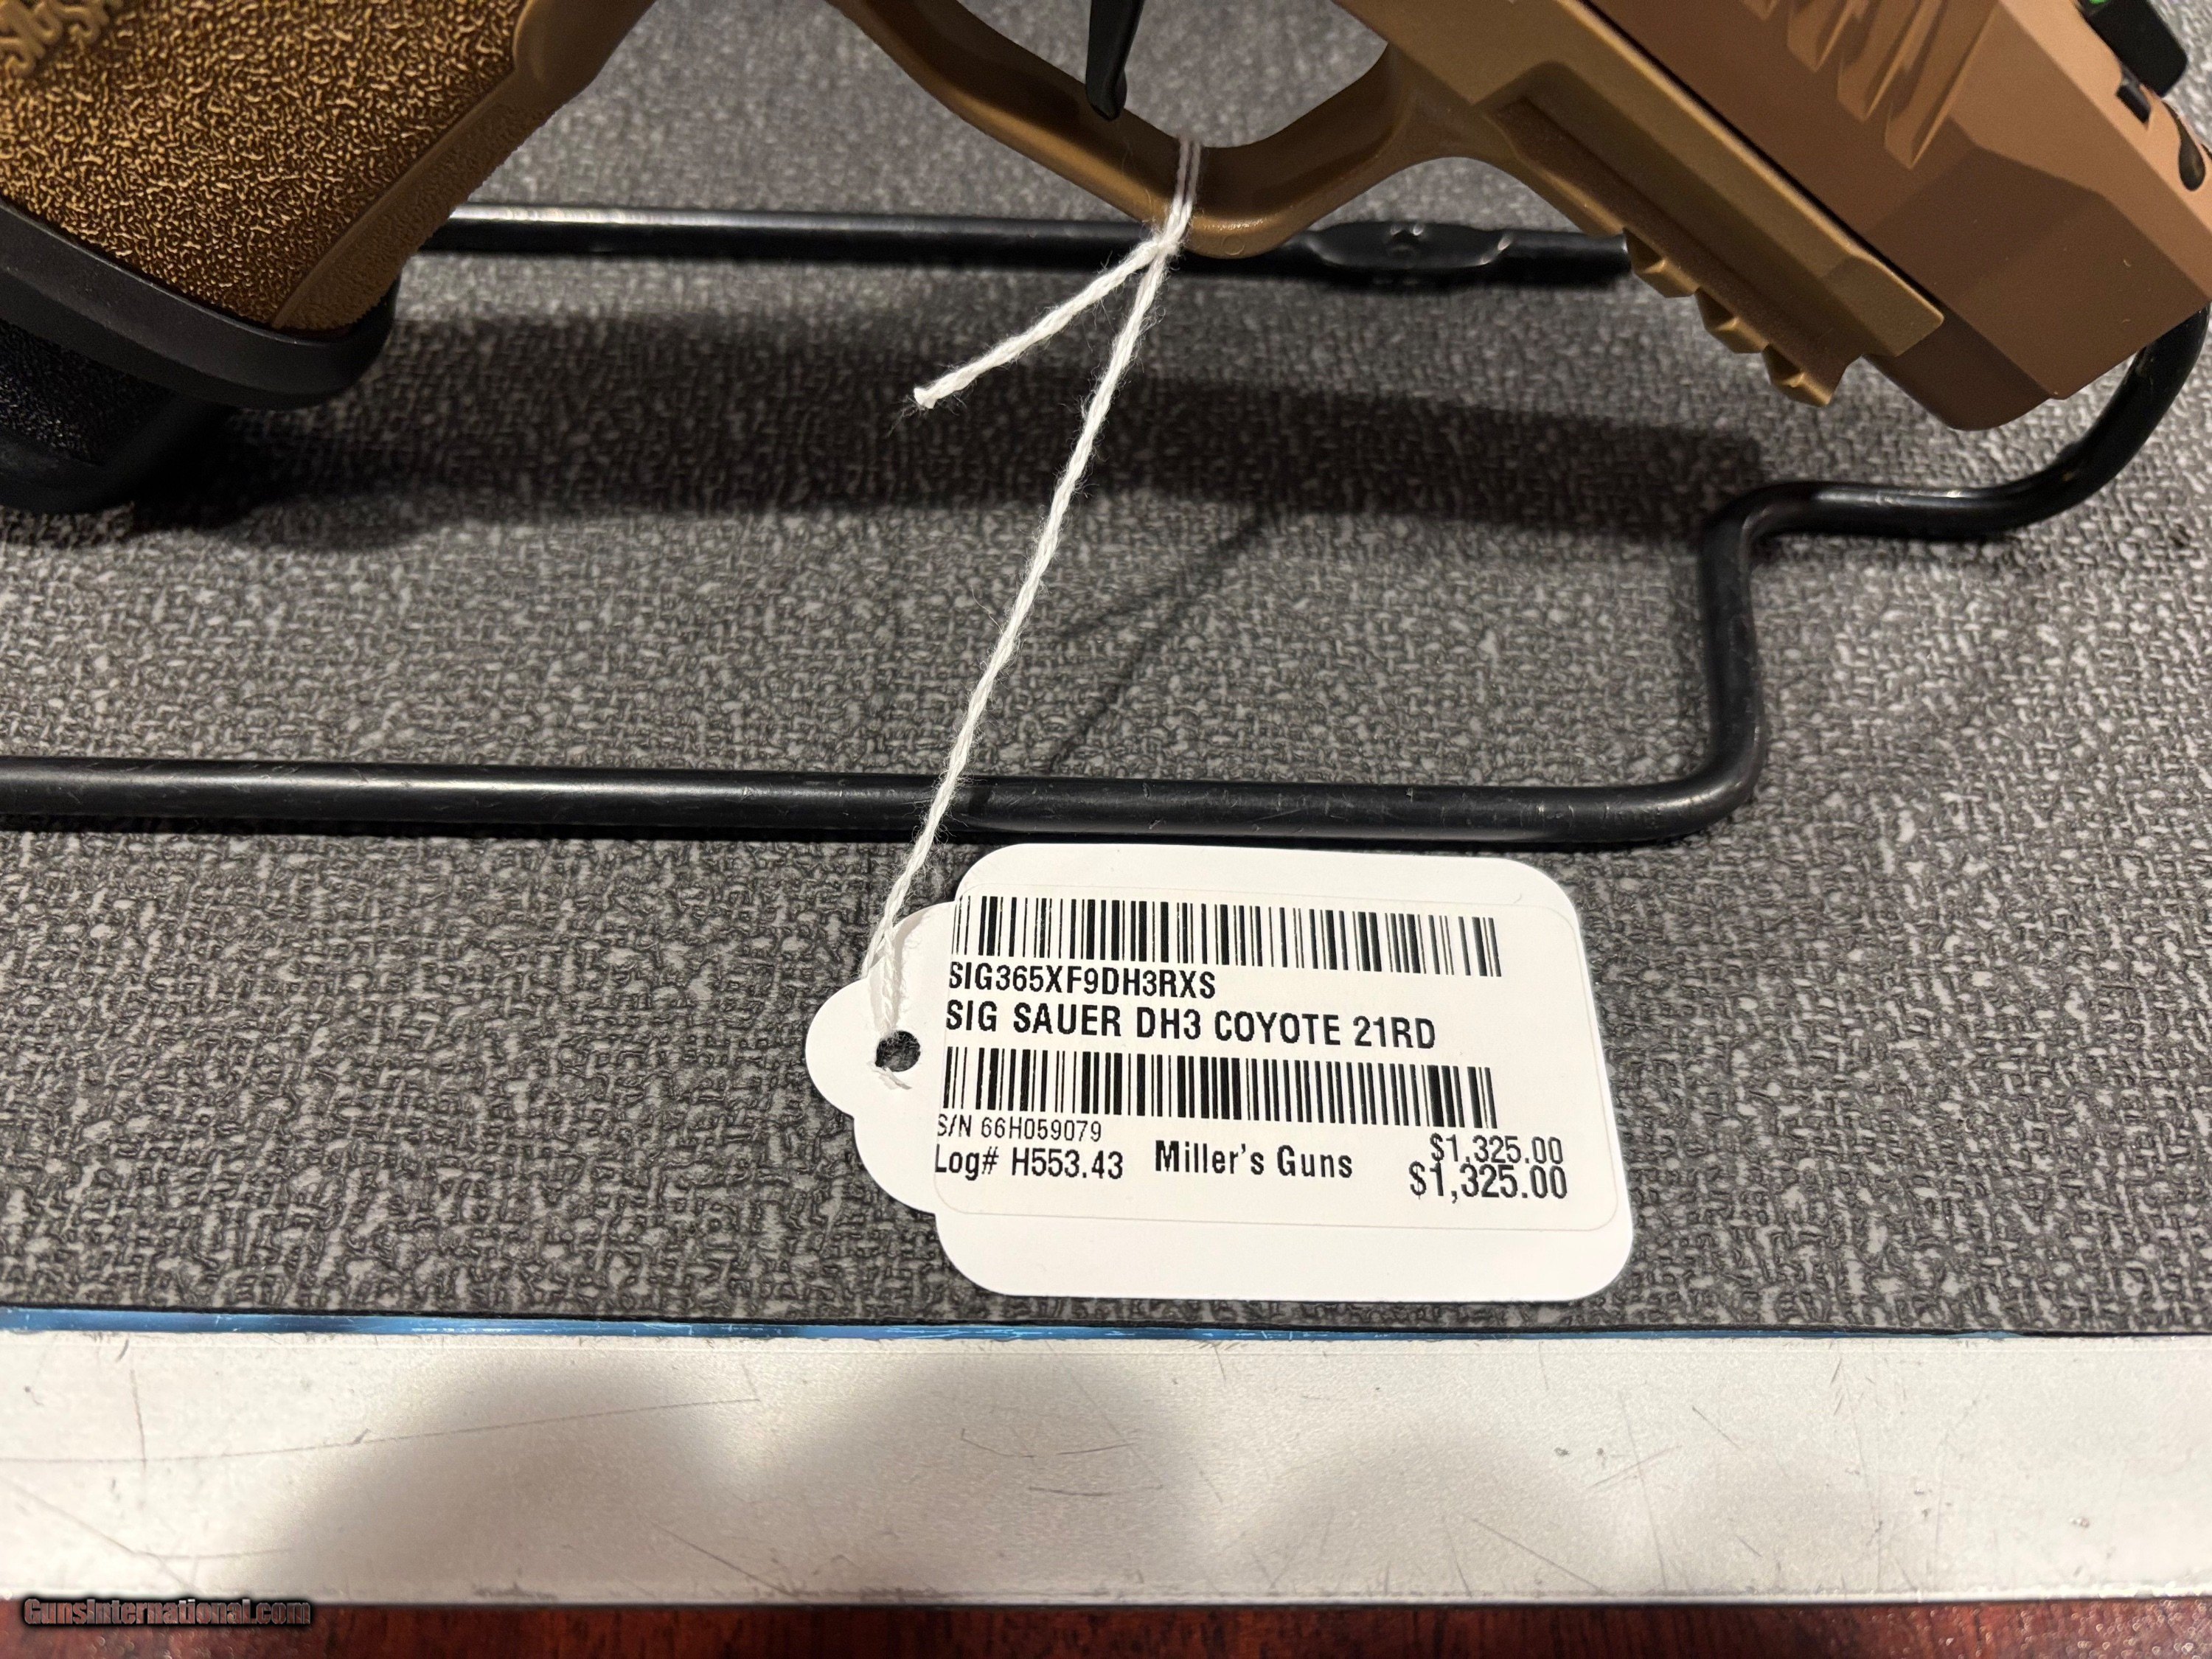 SIG365XF9DH3RXS
SIG SAUER DH3 COYOTE 21RD
S/N 66H059079
$1,325.00
Log# H553.43 Miller's Guns $1,325.00
GunsInternational.com